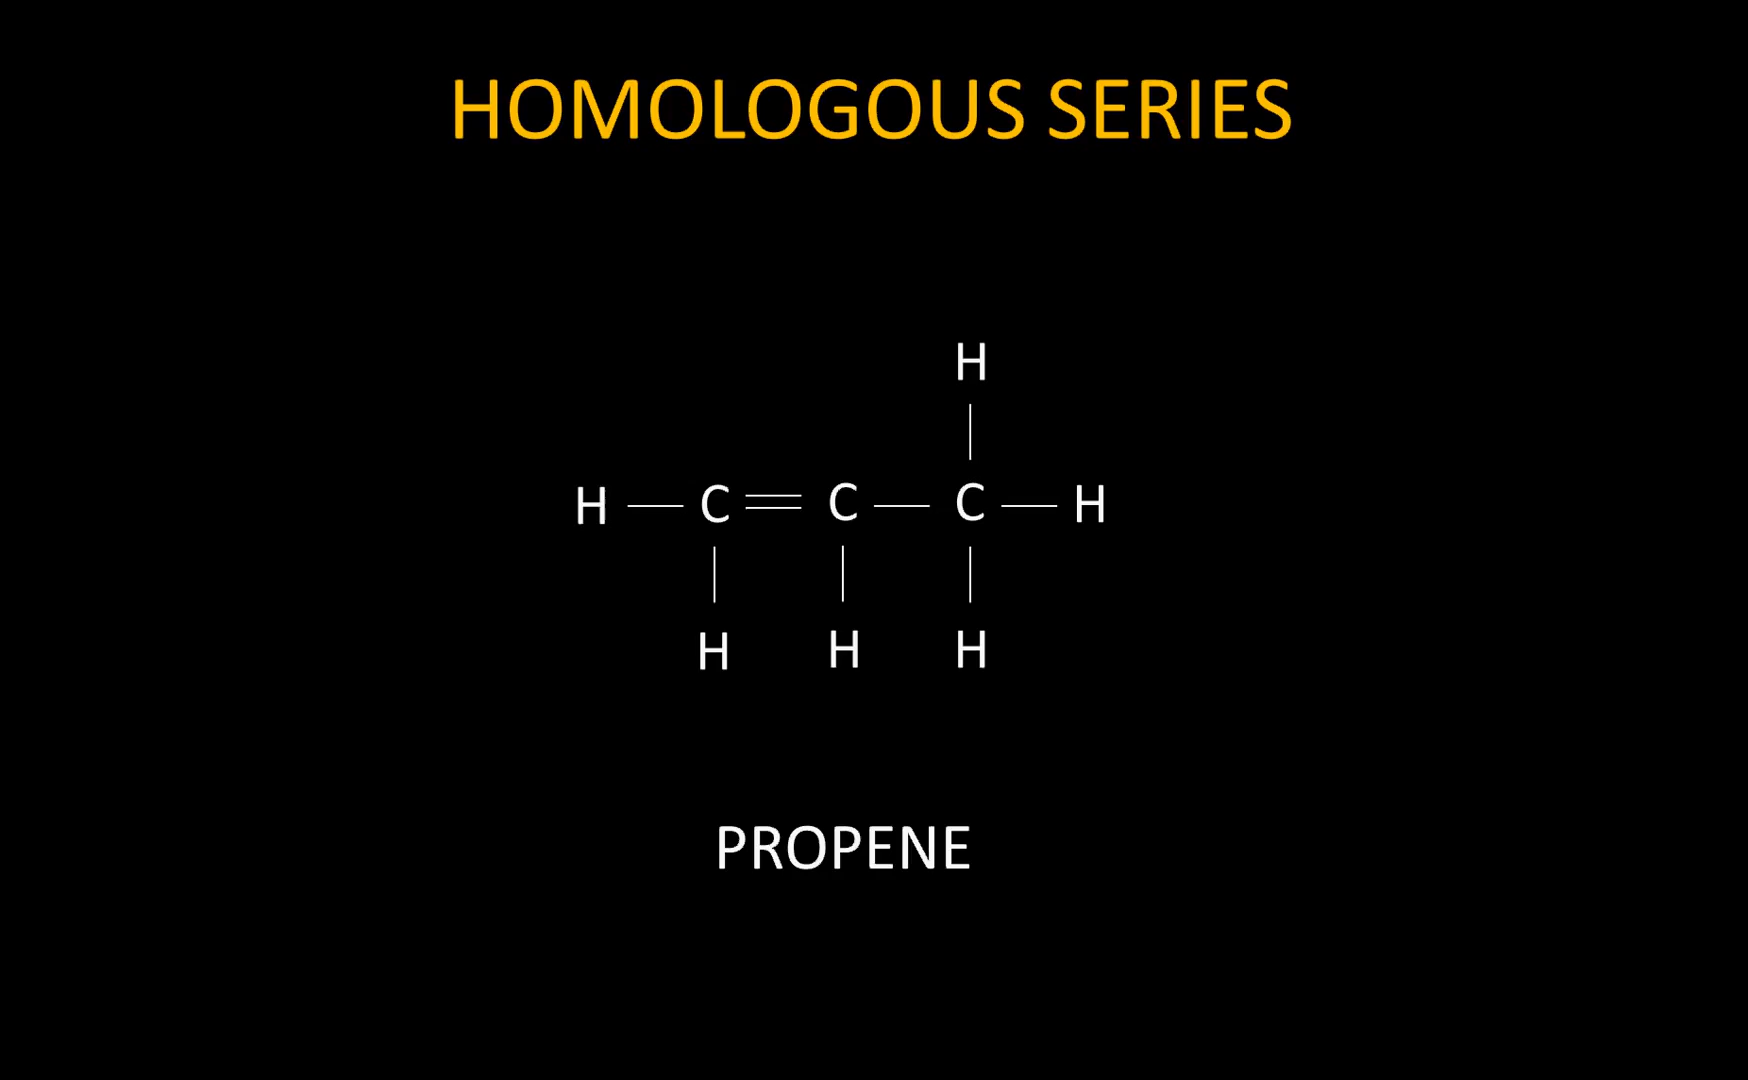 HOMOLOGOUS SERIES
H
H C C C H
H H H
PROPENE